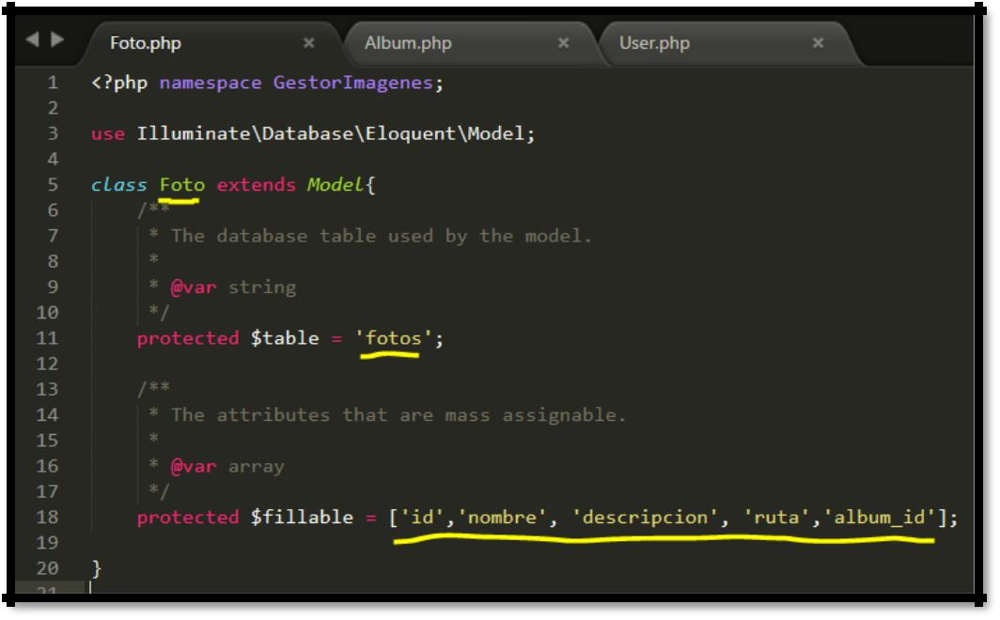 Foto.php × Album.php × User.php ×
1 <?php namespace GestorImagenes;
2
3 use Illuminate\Database\Eloquent\Model;
4
5 class Foto extends Model{
6 /**
7 * The database table used by the model.
8 *
9 * @var string
10 */
11 protected $table = 'fotos';
12
13 /**
14 * The attributes that are mass assignable.
15 *
16 * @var array
17 */
18 protected $fillable = ['id','nombre', 'descripcion', 'ruta','album_id'];
19
20 }
21